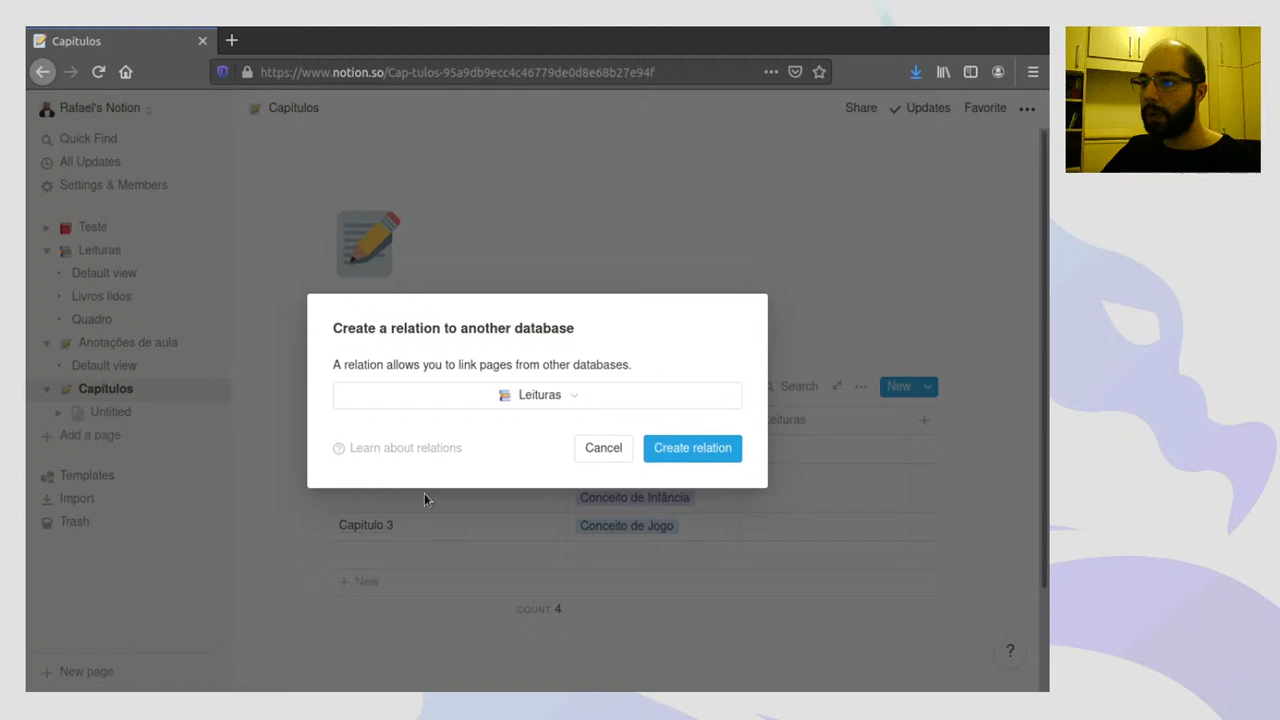 Capítulos
https://www.notion.so/Cap-tulos-95a9db9ecc4c46779de0d8e68b27e94f
Rafael's Notion
Capítulos
Share
Updates
Favorite
Quick Find
All Updates
Settings & Members
Teste
Leituras
Default view
Livros lidos
Quadro
Anotações de aula
Default view
Capítulos
Untitled
Add a page
Templates
Import
Trash
New page
Search
New
Create a relation to another database
A relation allows you to link pages from other databases.
Leituras
Learn about relations
Cancel
Create relation
Conceito de Infância
Capítulo 3
Conceito de Jogo
New
COUNT 4
?